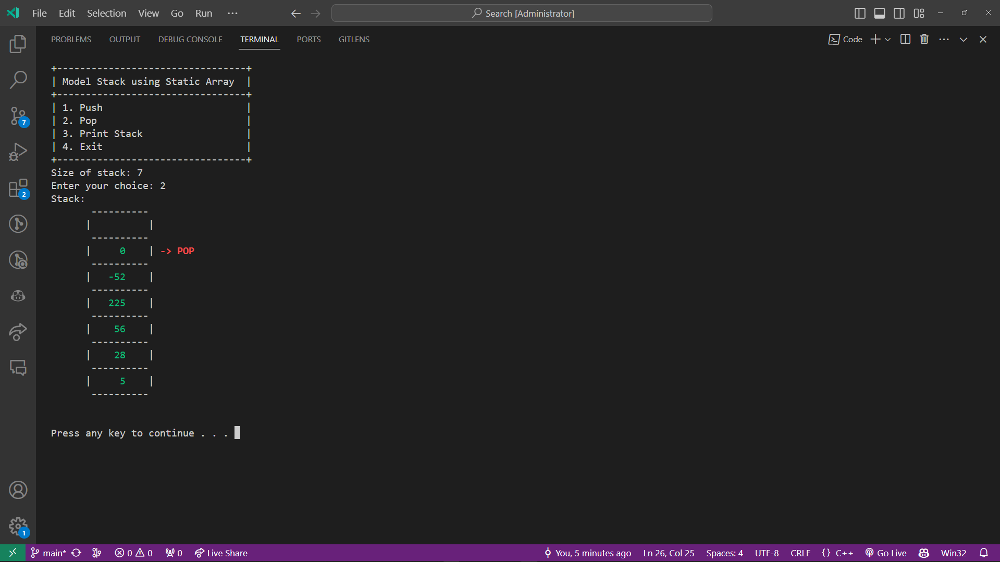 File Edit Selection View Go Run ···
Search [Administrator]
PROBLEMS OUTPUT DEBUG CONSOLE TERMINAL PORTS GITLENS
Code
+---------------------------------+
| Model Stack using Static Array  |
+---------------------------------+
| 1. Push                         |
| 2. Pop                          |
| 3. Print Stack                  |
| 4. Exit                         |
+---------------------------------+
Size of stack: 7
Enter your choice: 2
Stack:
       ----------
      |          |
       ----------
      |     0    | -> POP
       ----------
      |   -52    |
       ----------
      |   225    |
       ----------
      |    56    |
       ----------
      |    28    |
       ----------
      |     5    |
       ----------
Press any key to continue . . .
7
2
1
main* 0 0 0 Live Share You, 5 minutes ago Ln 26, Col 25 Spaces: 4 UTF-8 CRLF {} C++ Go Live Win32